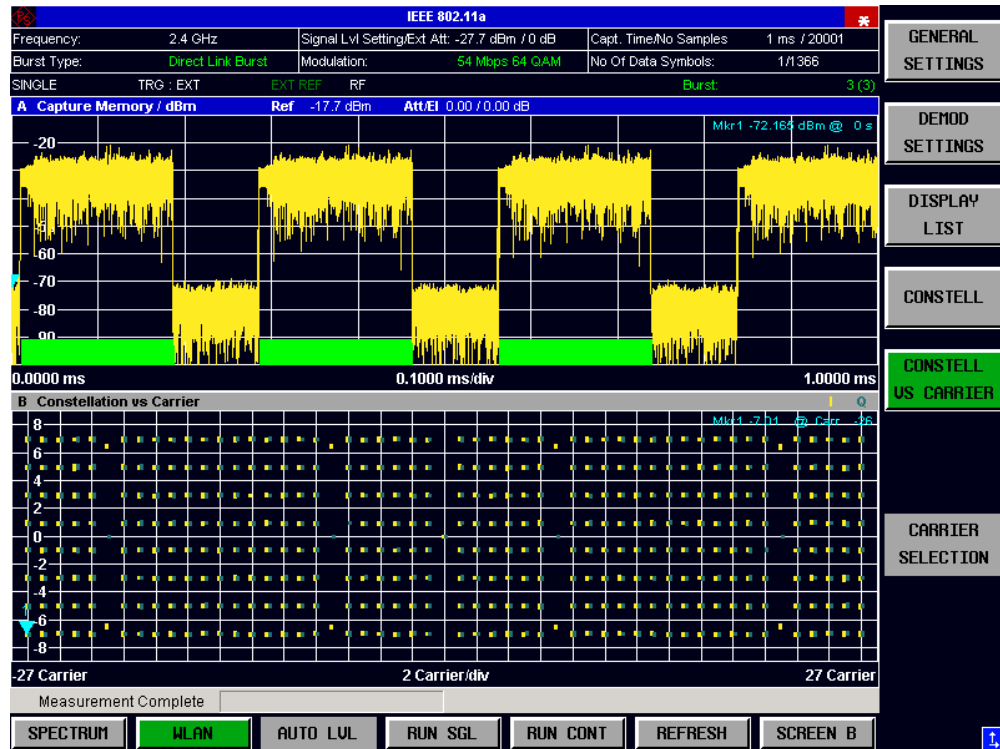 IEEE 802.11a
Frequency: 2.4 GHz Signal Lvl Setting/Ext Att: -27.7 dBm / 0 dB Capt. Time/No Samples 1 ms / 20001
Burst Type: Direct Link Burst Modulation: 54 Mbps 64 QAM No Of Data Symbols: 1/1366
SINGLE TRG : EXT EXT REF RF Burst: 3 (3)
A Capture Memory / dBm Ref -17.7 dBm Att/El 0.00 / 0.00 dB
Mkr1 -72.165 dBm @ 0 s
-20
-60
-70
-80
-90
0.0000 ms 0.1000 ms/div 1.0000 ms
B Constellation vs Carrier I Q
Mkr1 -7.01 @ Carr -26
8
6
4
2
0
-2
-4
-6
-8
-27 Carrier 2 Carrier/div 27 Carrier
Measurement Complete
SPECTRUM WLAN AUTO LVL RUN SGL RUN CONT REFRESH SCREEN B
GENERAL
SETTINGS
DEMOD
SETTINGS
DISPLAY
LIST
CONSTELL
CONSTELL
VS CARRIER
CARRIER
SELECTION